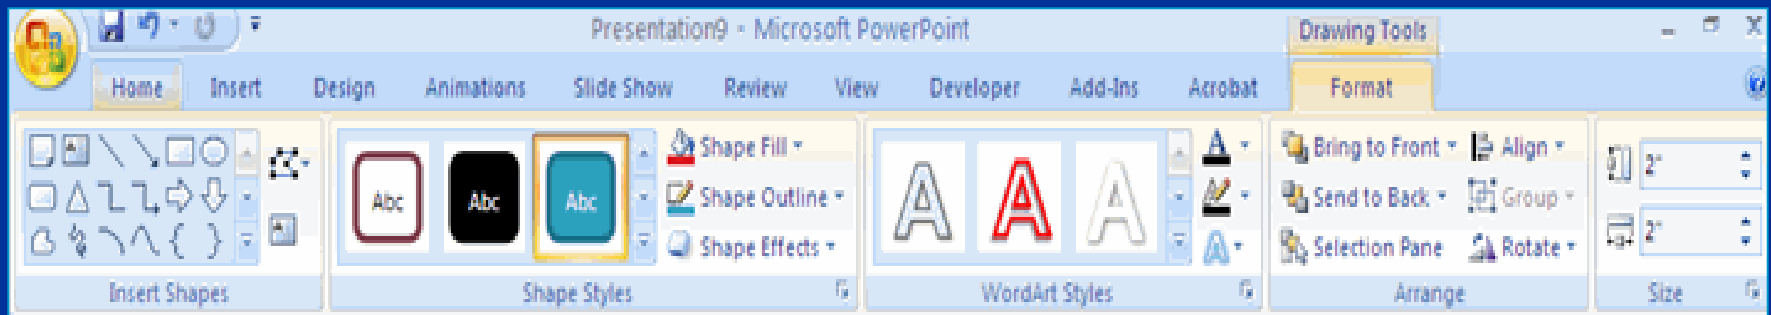 Presentation9 - Microsoft PowerPoint
Drawing Tools
Home Insert Design Animations Slide Show Review View Developer Add-Ins Acrobat Format
Abc Abc Abc
Shape Fill
Shape Outline
Shape Effects
A A A
A
Bring to Front
Send to Back
Selection Pane
Align
Group
Rotate
2"
2"
Insert Shapes Shape Styles WordArt Styles Arrange Size